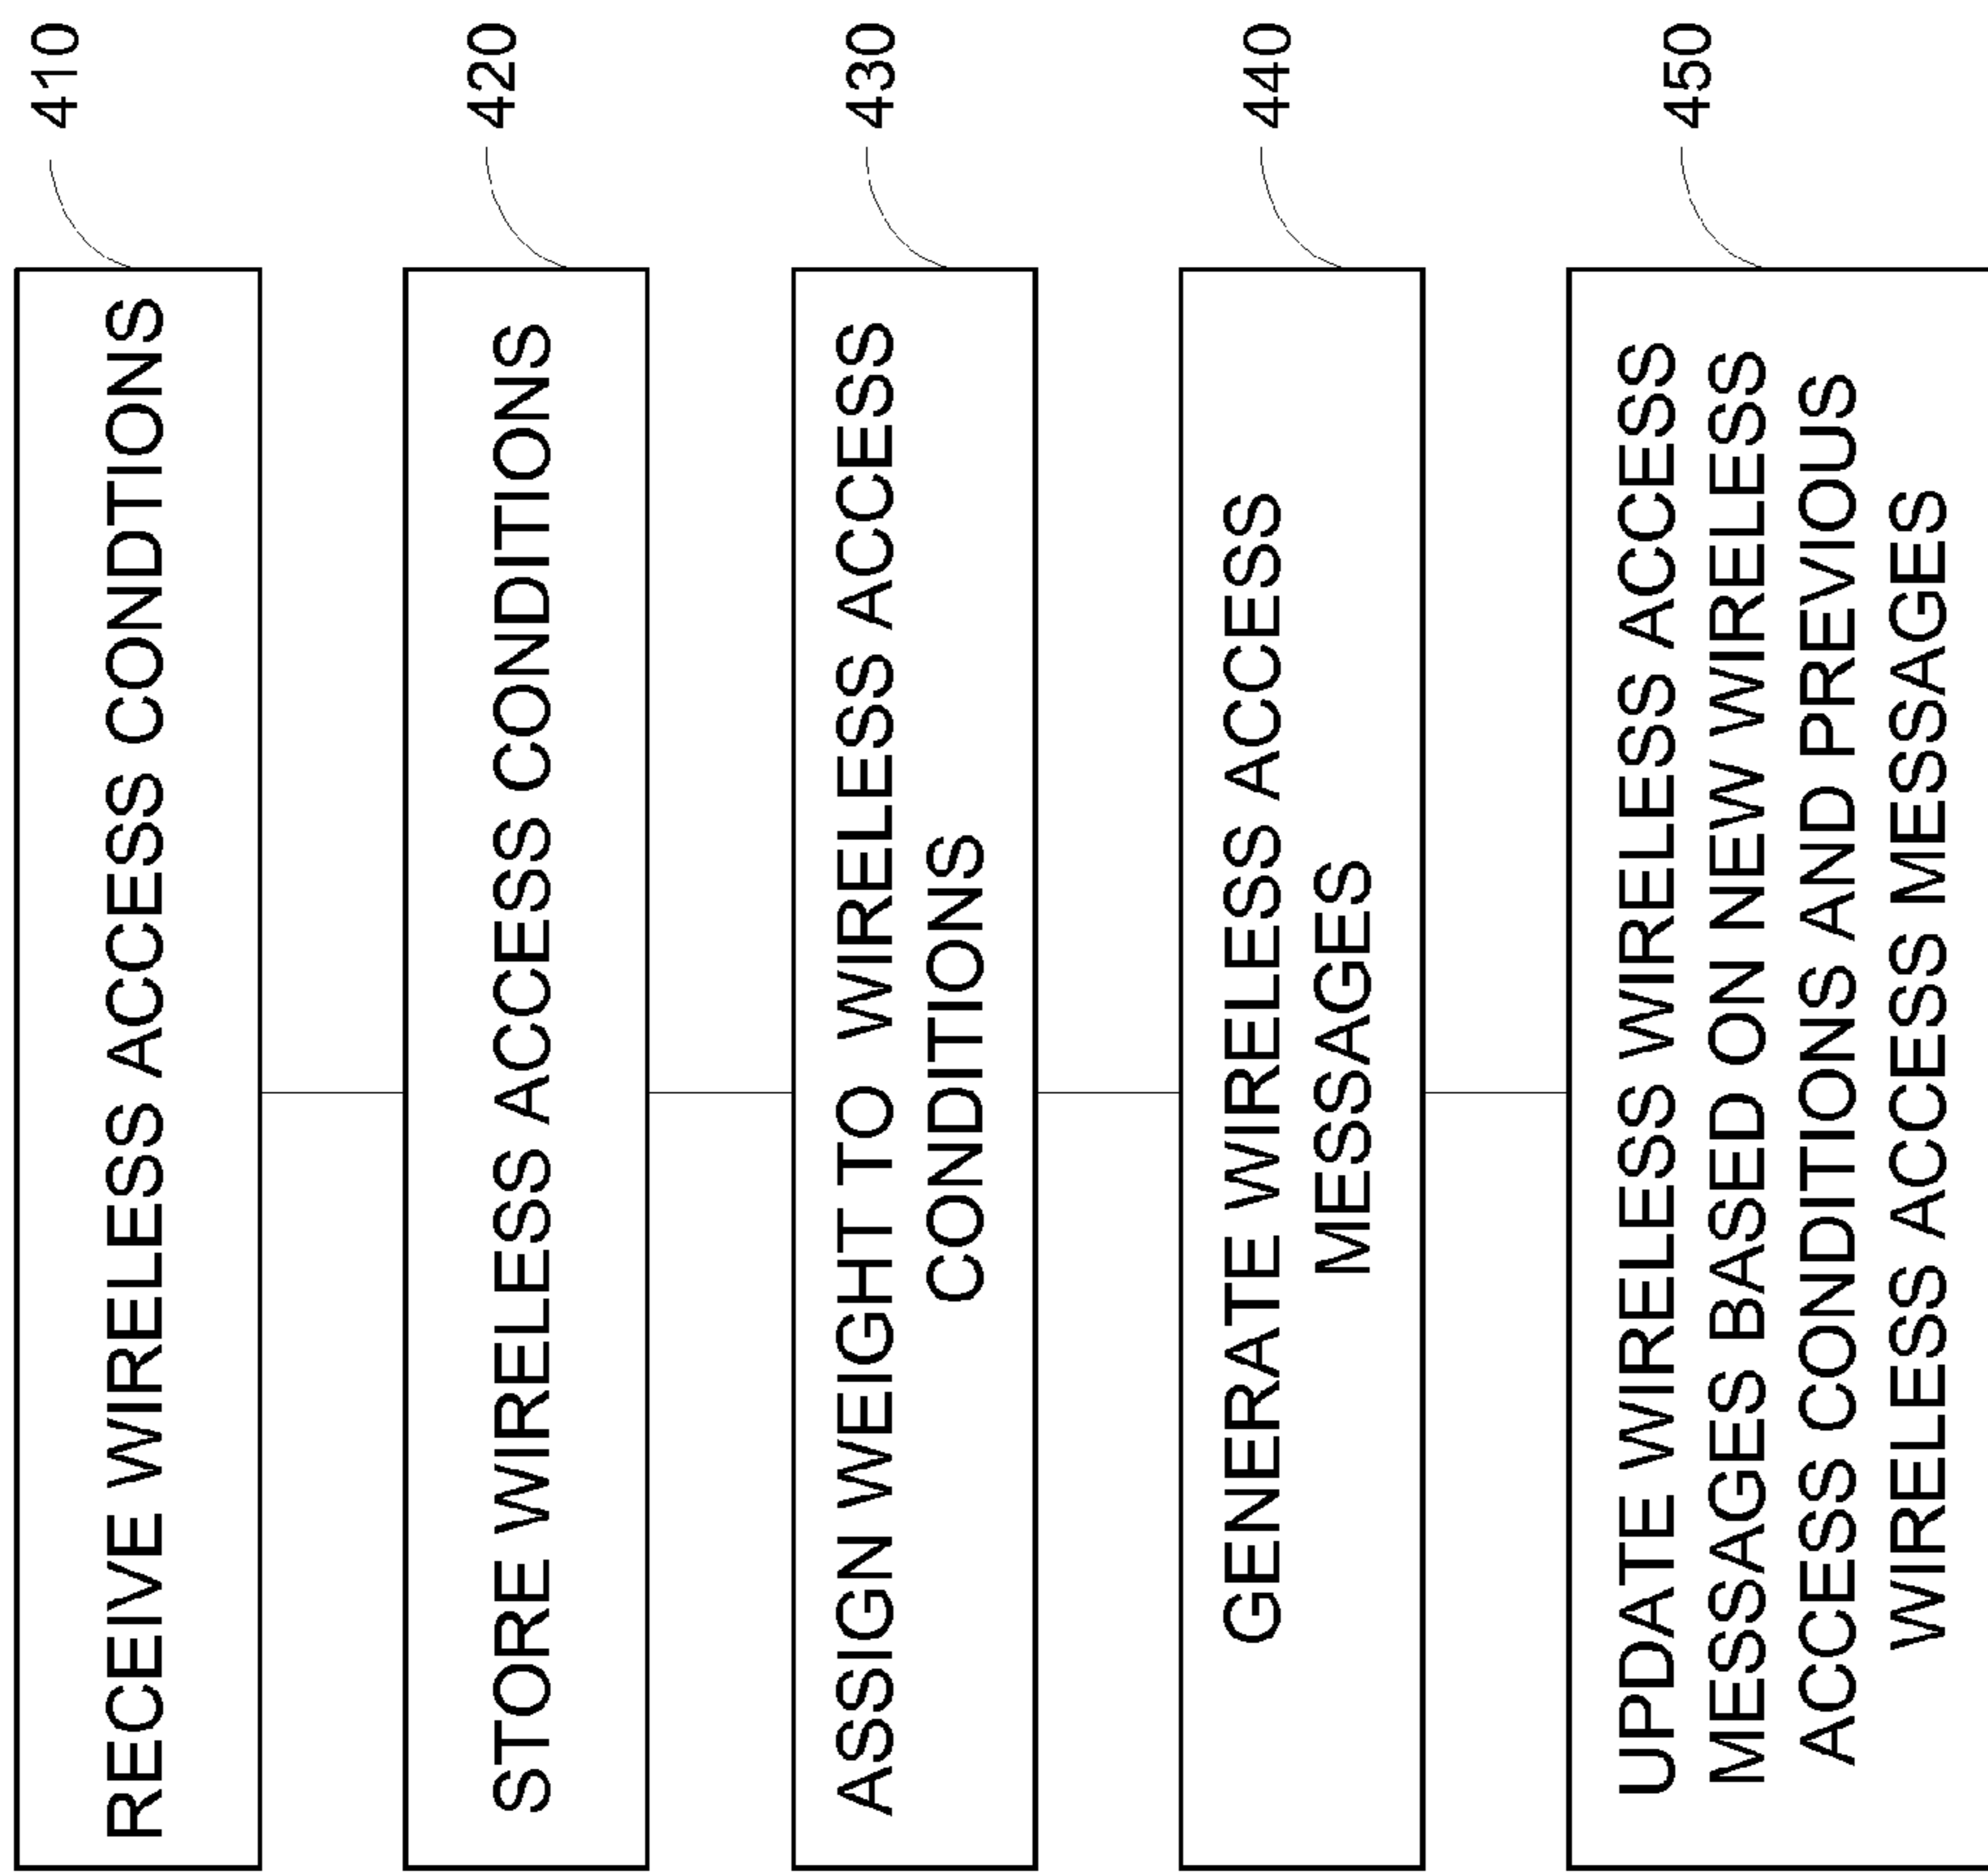 RECEIVE WIRELESS ACCESS CONDTIONS
410
STORE WIRELESS ACCESS CONDITIONS
420
ASSIGN WEIGHT TO WIRELESS ACCESS
CONDITIONS
430
GENERATE WIRELESS ACCESS
MESSAGES
440
UPDATE WIRELESS WIRELESS ACCESS
MESSAGES BASED ON NEW WIRELESS
ACCESS CONDITIONS AND PREVIOUS
WIRELESS ACCESS MESSAGES
450